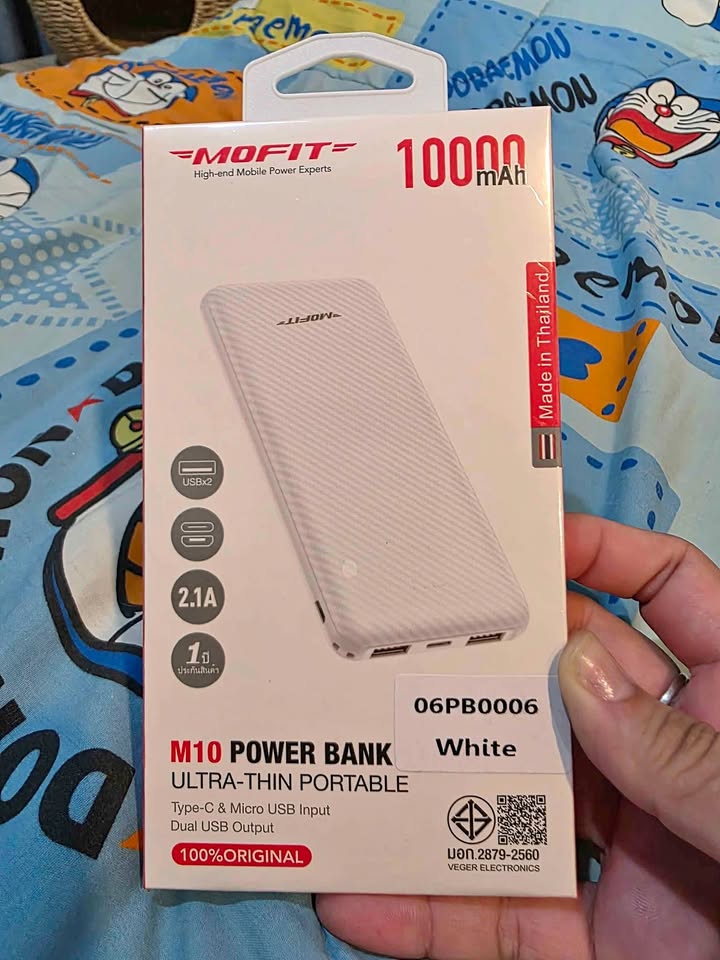 MOFIT
High-end Mobile Power Experts
10000mAh
Made in Thailand
MOFIT
USBx2
2.1A
1 ปี
ประกันสินค้า
06PB0006
White
M10 POWER BANK
ULTRA-THIN PORTABLE
Type-C & Micro USB Input
Dual USB Output
100%ORIGINAL
มอก.2879-2560
VEGER ELECTRONICS
DORAEMON